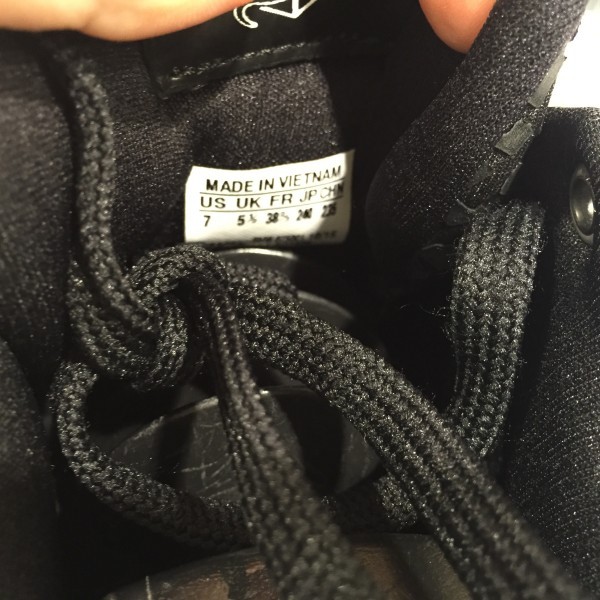 MADE IN VIETNAM
US UK FR JP CHN
7 5½ 38⅔ 240 235